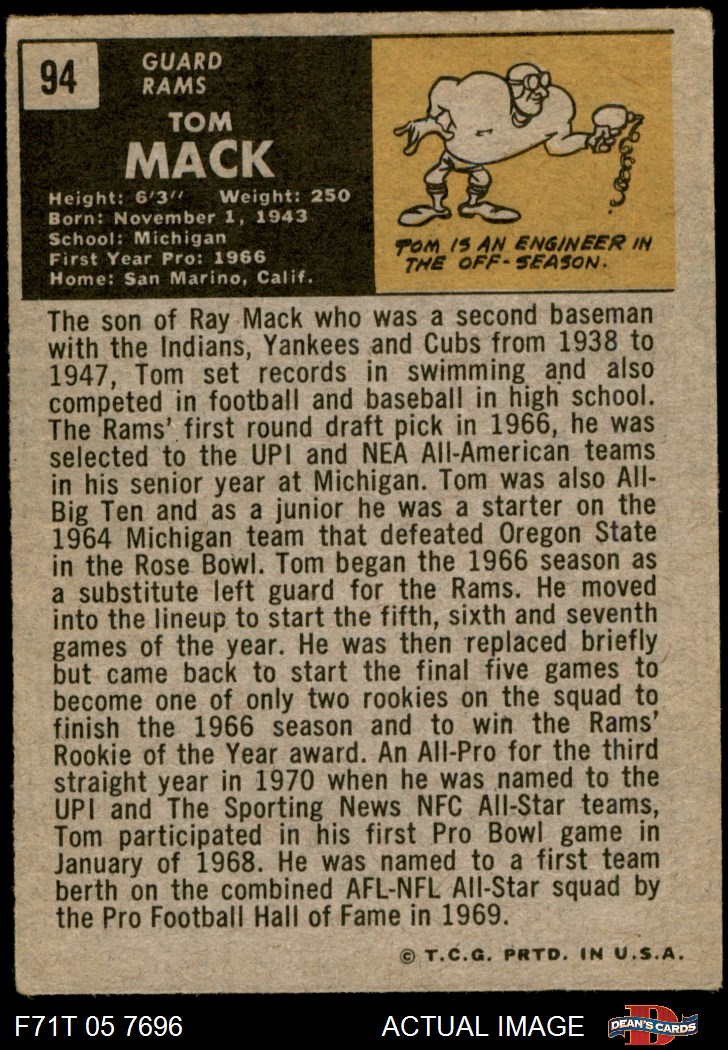 94
GUARD
RAMS
TOM
MACK
Height: 6'3" Weight: 250
Born: November 1, 1943
School: Michigan
First Year Pro: 1966
Home: San Marino, Calif.
TOM IS AN ENGINEER IN
THE OFF-SEASON.
The son of Ray Mack who was a second baseman
with the Indians, Yankees and Cubs from 1938 to
1947, Tom set records in swimming and also
competed in football and baseball in high school.
The Rams' first round draft pick in 1966, he was
selected to the UPI and NEA All-American teams
in his senior year at Michigan. Tom was also All-
Big Ten and as a junior he was a starter on the
1964 Michigan team that defeated Oregon State
in the Rose Bowl. Tom began the 1966 season as
a substitute left guard for the Rams. He moved
into the lineup to start the fifth, sixth and seventh
games of the year. He was then replaced briefly
but came back to start the final five games to
become one of only two rookies on the squad to
finish the 1966 season and to win the Rams'
Rookie of the Year award. An All-Pro for the third
straight year in 1970 when he was named to the
UPI and The Sporting News NFC All-Star teams,
Tom participated in his first Pro Bowl game in
January of 1968. He was named to a first team
berth on the combined AFL-NFL All-Star squad by
the Pro Football Hall of Fame in 1969.
© T.C.G. PRTD. IN U.S.A.
F71T 05 7696 ACTUAL IMAGE D DEAN'S CARDS